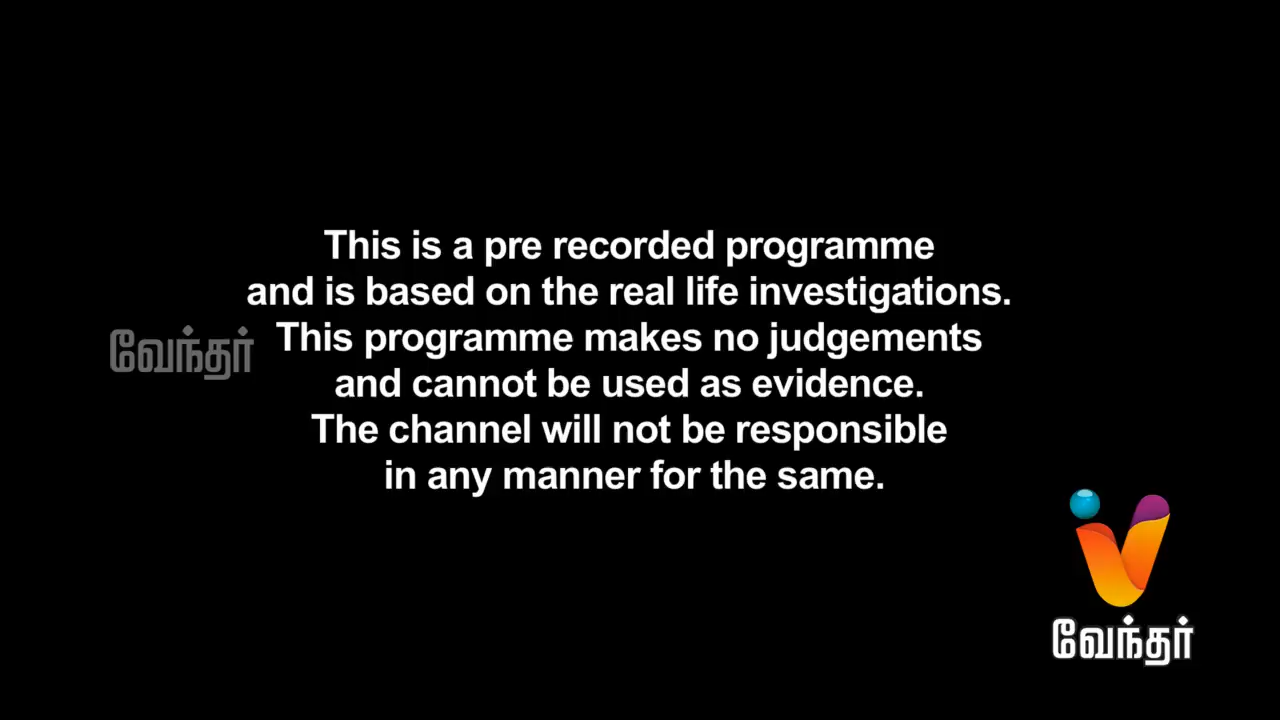 This is a pre recorded programme
and is based on the real life investigations.
வேந்தர்
This programme makes no judgements
and cannot be used as evidence.
The channel will not be responsible
in any manner for the same.
வேந்தர்